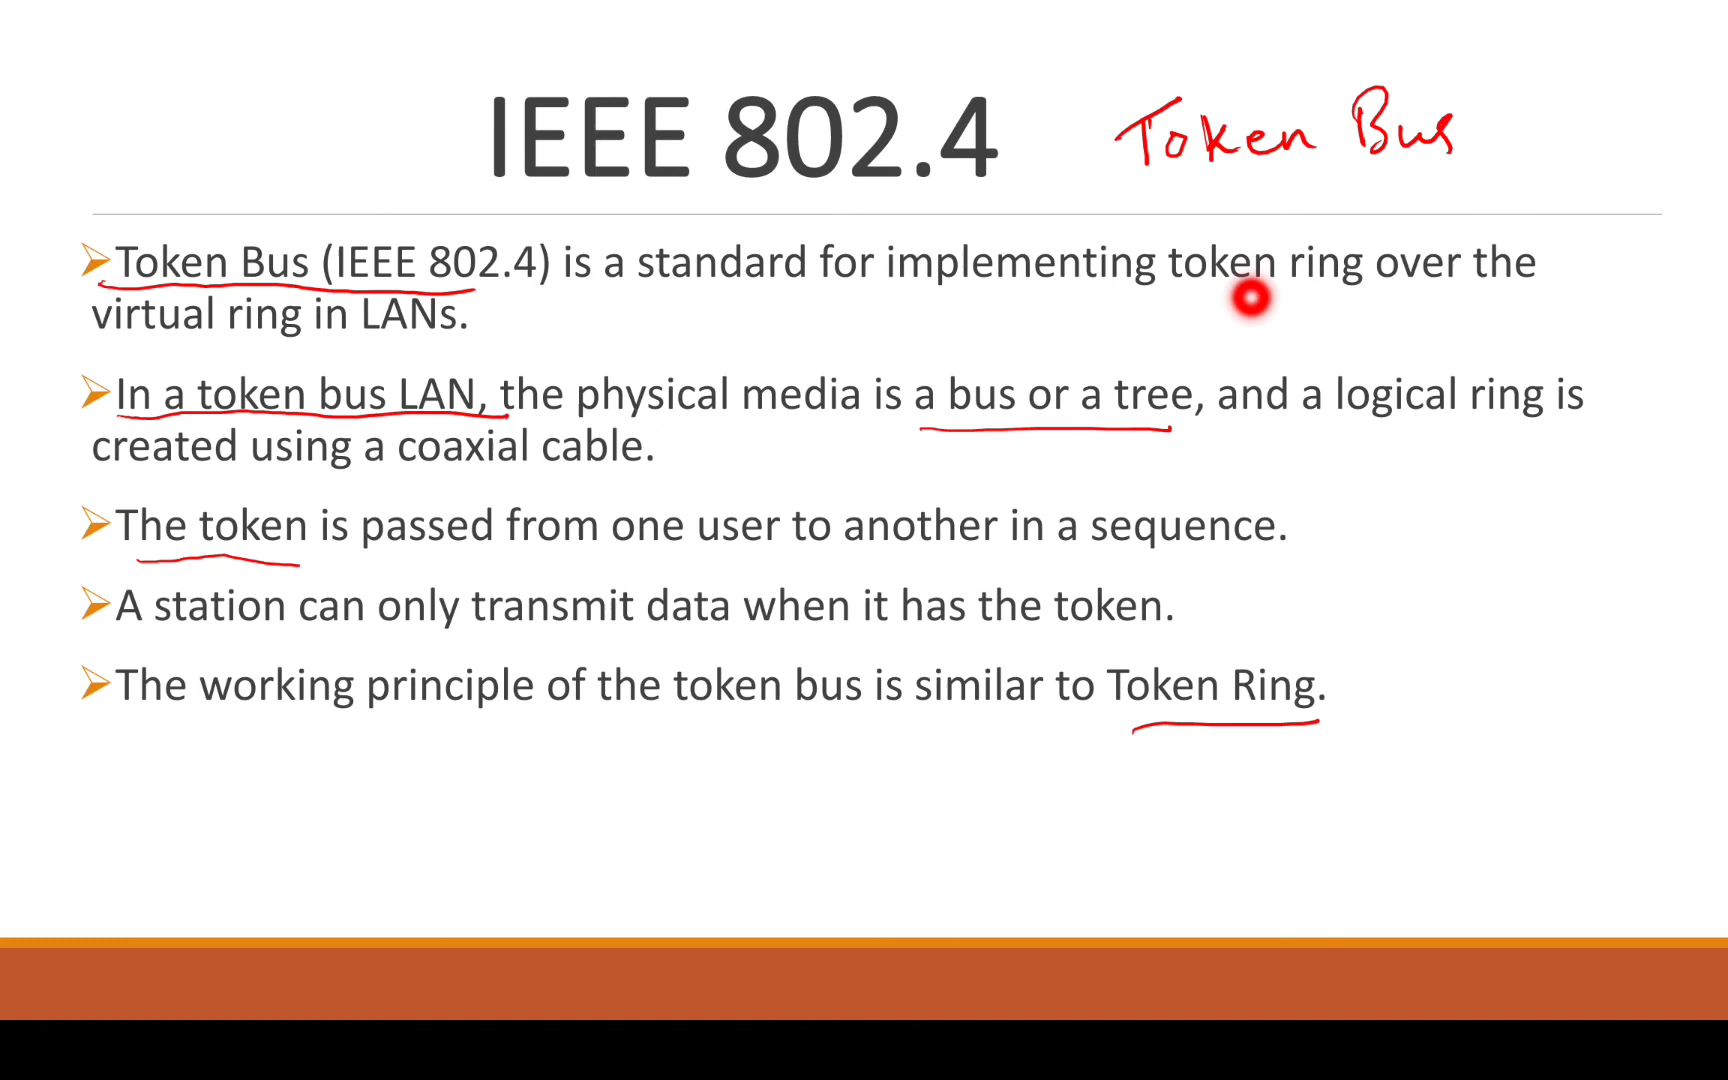 IEEE 802.4 Token Bus
Token Bus (IEEE 802.4) is a standard for implementing token ring over the
virtual ring in LANs.
In a token bus LAN, the physical media is a bus or a tree, and a logical ring is
created using a coaxial cable.
The token is passed from one user to another in a sequence.
A station can only transmit data when it has the token.
The working principle of the token bus is similar to Token Ring.